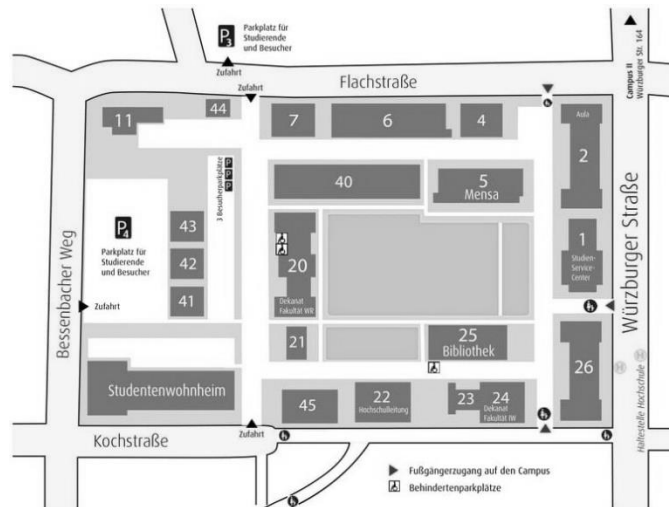 P3
Parkplatz für
Studierende
und Besucher
Zufahrt
Zufahrt
Flachstraße
Campus II
Würzburger Str. 164
11
44
7
6
4
Aula
2
3 Besucherparkplätze
P
P
P
40
5
Mensa
P4
Parkplatz für
Studierende
und Besucher
43
42
41
20
Dekanat
Fakultät WR
1
Studien-
Service-
Center
Würzburger Straße
Bessenbacher Weg
Zufahrt
21
25
Bibliothek
26
H
H
Haltestelle Hochschule
Studentenwohnheim
45
22
Hochschulleitung
23
24
Dekanat
Fakultät IW
Kochstraße
Zufahrt
Fußgängerzugang auf den Campus
Behindertenparkplätze